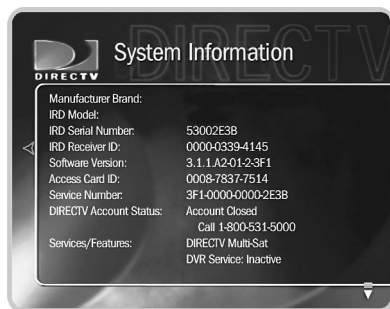 DIRECTV
System Information
DIRECTV
Manufacturer Brand:
IRD Model:
IRD Serial Number: 53002E3B
IRD Receiver ID: 0000-0339-4145
Software Version: 3.1.1.A2-01-2-3F1
Access Card ID: 0008-7837-7514
Service Number: 3F1-0000-0000-2E3B
DIRECTV Account Status: Account Closed
Call 1-800-531-5000
Services/Features: DIRECTV Multi-Sat
DVR Service: Inactive